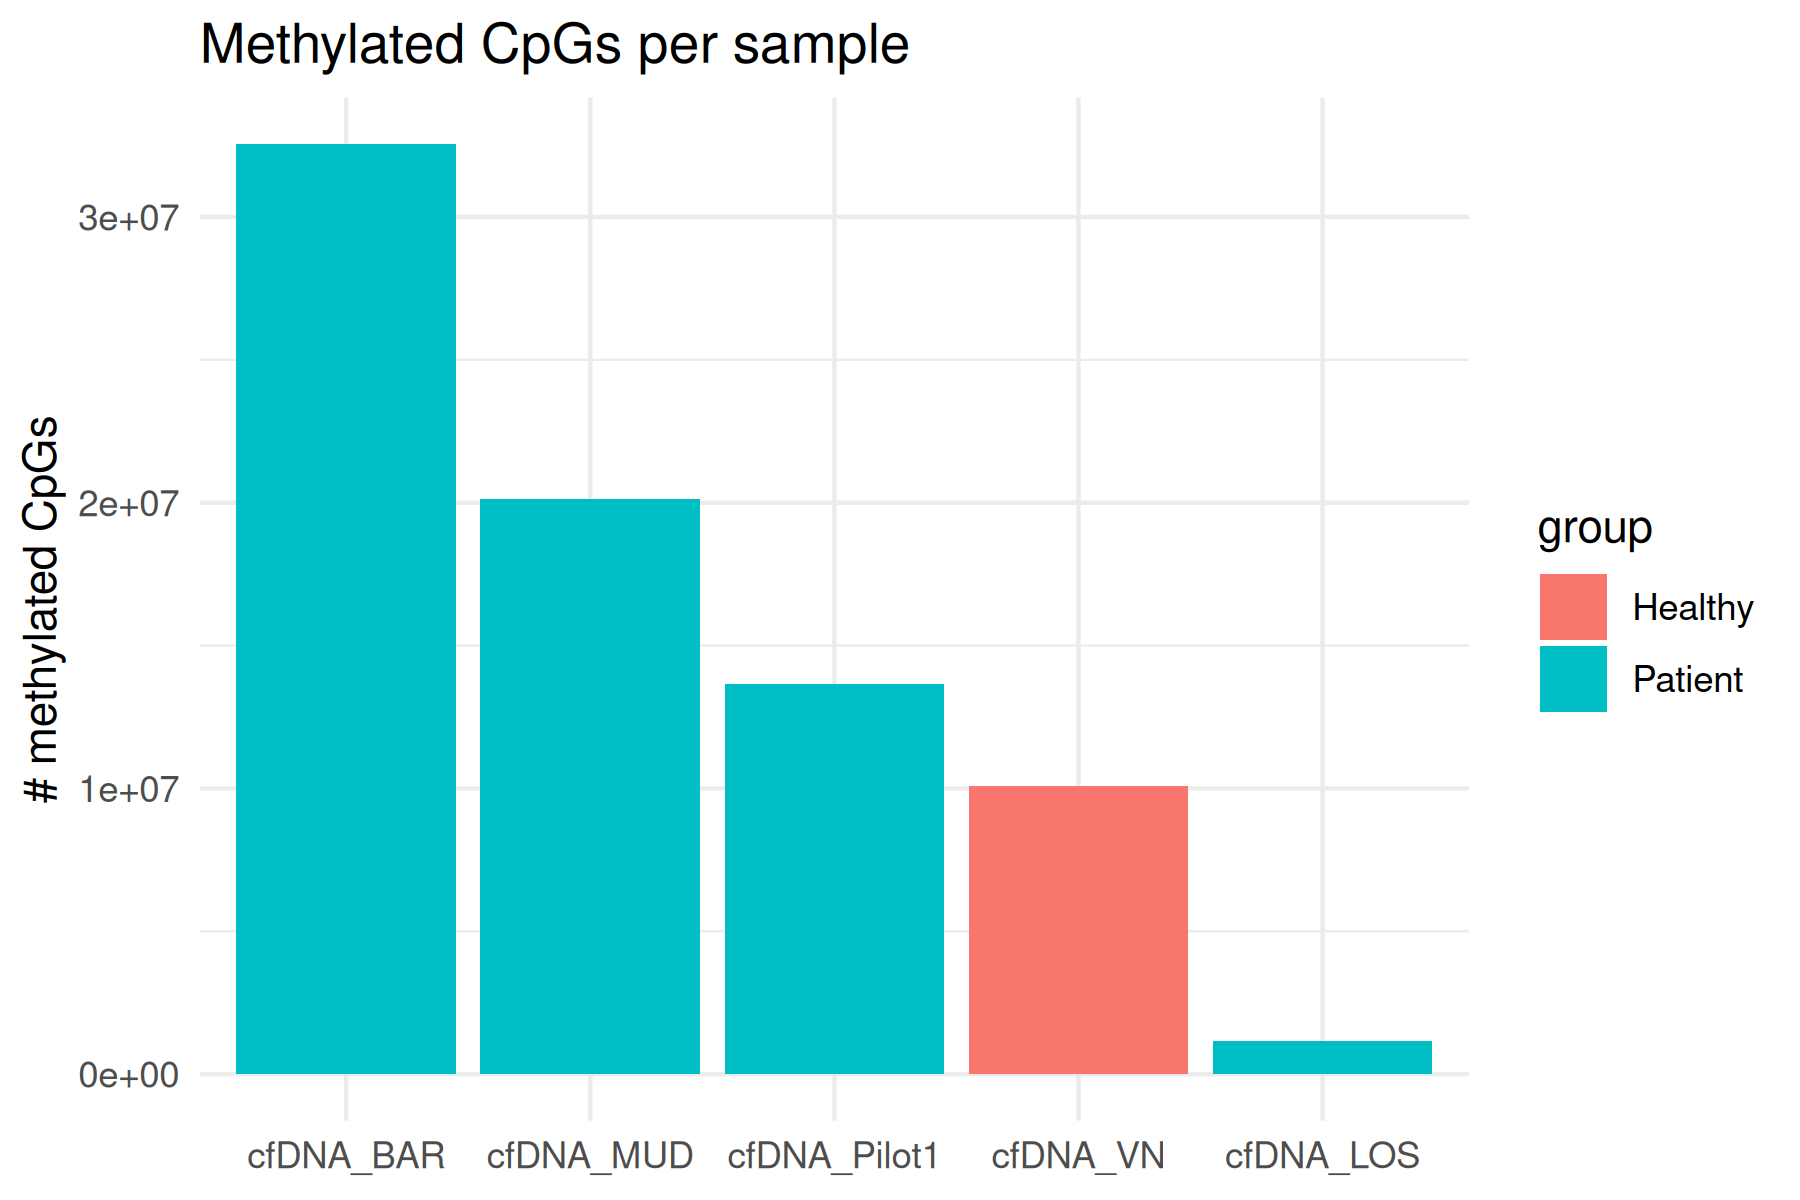 Methylated CpGs per sample
# methylated CpGs
3e+07
2e+07
1e+07
0e+00
cfDNA_BAR cfDNA_MUD cfDNA_Pilot1 cfDNA_VN cfDNA_LOS
group
Healthy
Patient